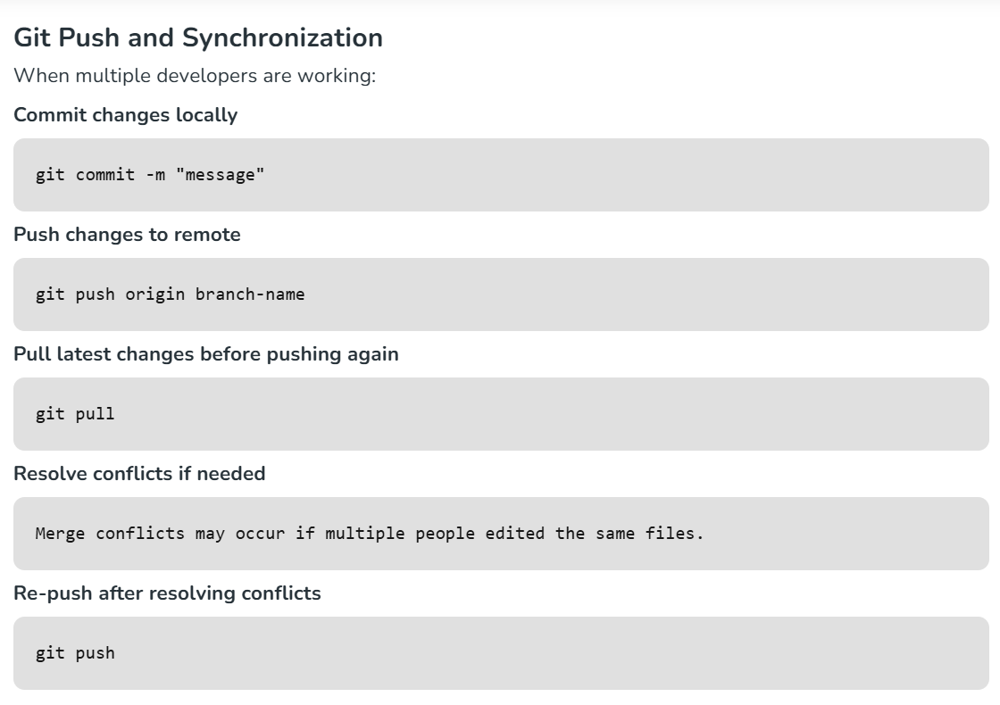 Git Push and Synchronization
When multiple developers are working:
Commit changes locally
git commit -m "message"
Push changes to remote
git push origin branch-name
Pull latest changes before pushing again
git pull
Resolve conflicts if needed
Merge conflicts may occur if multiple people edited the same files.
Re-push after resolving conflicts
git push